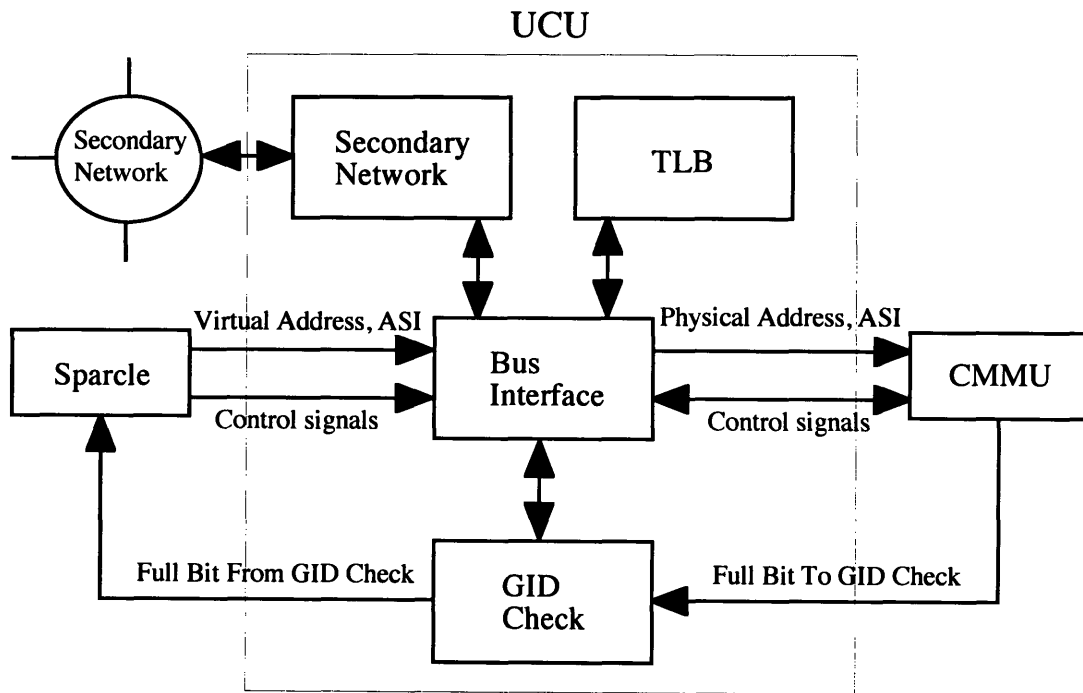 UCU
Secondary
Network
Secondary
Network
TLB
Virtual Address, ASI
Physical Address, ASI
Sparcle
Bus
Interface
CMMU
Control signals
Control signals
Full Bit From GID Check
GID
Check
Full Bit To GID Check